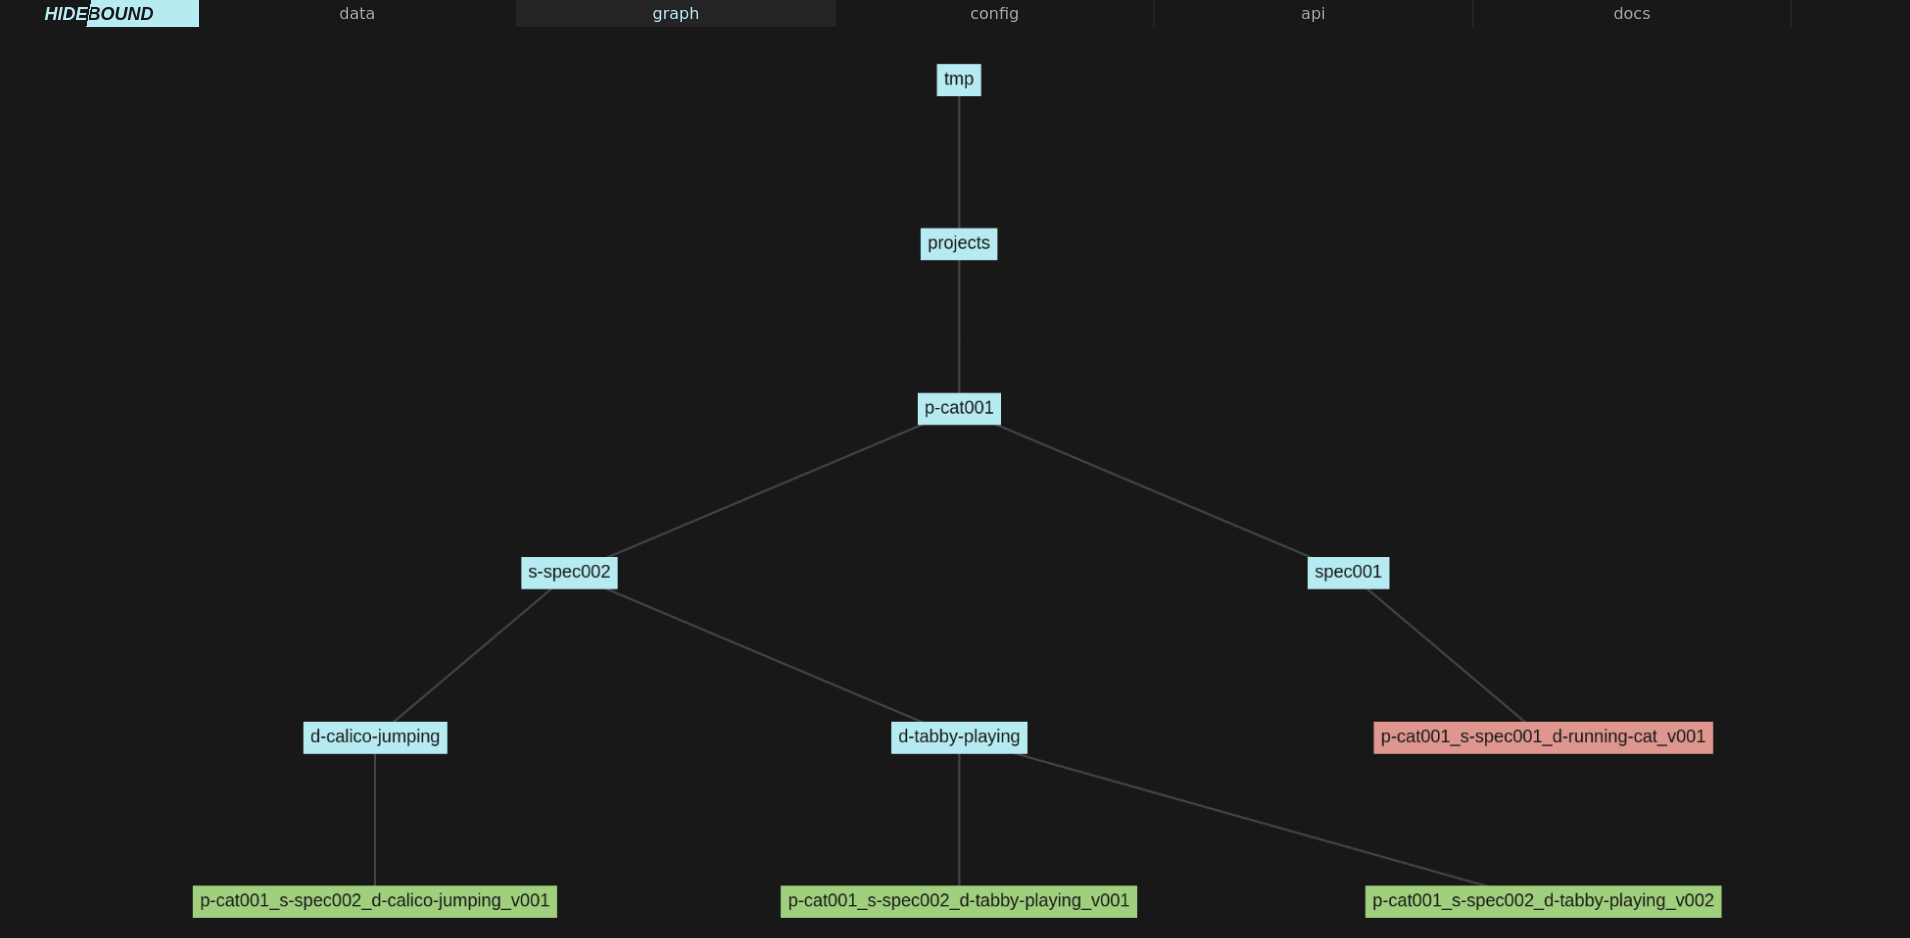 HIDEBOUND data graph config api docs
tmp
projects
p-cat001
s-spec002 spec001
d-calico-jumping d-tabby-playing p-cat001_s-spec001_d-running-cat_v001
p-cat001_s-spec002_d-calico-jumping_v001 p-cat001_s-spec002_d-tabby-playing_v001 p-cat001_s-spec002_d-tabby-playing_v002